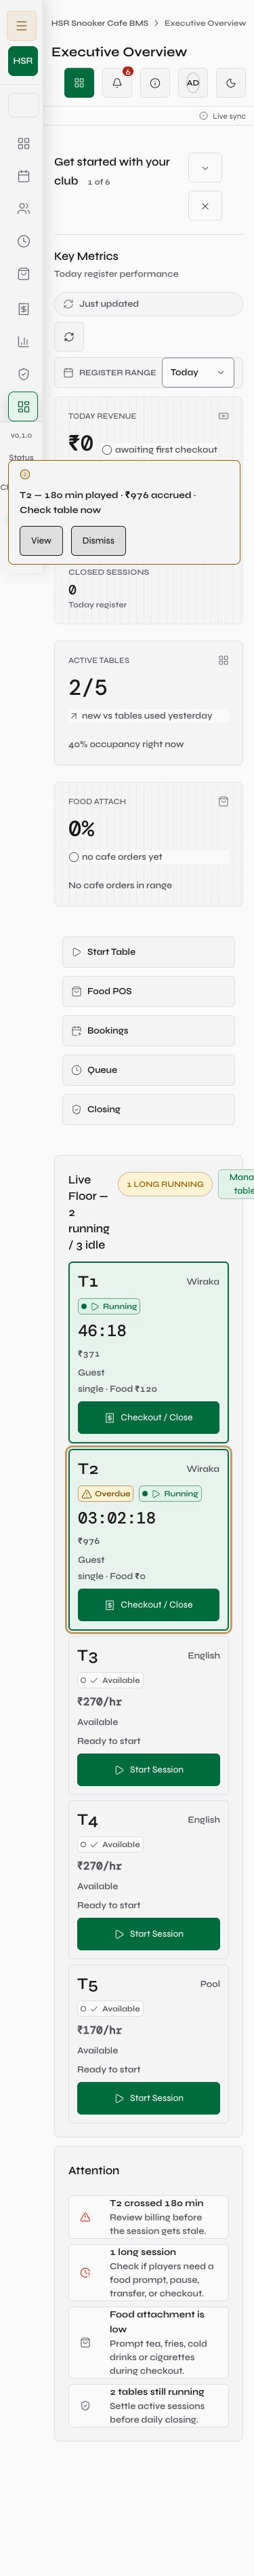 HSR Snooker Cafe BMS > Executive Overview
HSR
Executive Overview
6
AD
Live sync
Get started with your
club 1 of 6
Key Metrics
Today register performance
Just updated
REGISTER RANGE Today
TODAY REVENUE
₹0 awaiting first checkout
v0.1.0
Status
T2 — 180 min played · ₹976 accrued ·
Check table now
View Dismiss
CLOSED SESSIONS
0
Today register
ACTIVE TABLES
2/5
new vs tables used yesterday
40% occupancy right now
FOOD ATTACH
0%
no cafe orders yet
No cafe orders in range
Start Table
Food POS
Bookings
Queue
Closing
Live
Floor —
2
running
/ 3 idle
1 LONG RUNNING
Mana
table
T1 Wiraka
Running
46:18
₹371
Guest
single · Food ₹120
Checkout / Close
T2 Wiraka
Overdue Running
03:02:18
₹976
Guest
single · Food ₹0
Checkout / Close
T3 English
Available
₹270/hr
Available
Ready to start
Start Session
T4 English
Available
₹270/hr
Available
Ready to start
Start Session
T5 Pool
Available
₹170/hr
Available
Ready to start
Start Session
Attention
T2 crossed 180 min
Review billing before
the session gets stale.
1 long session
Check if players need a
food prompt, pause,
transfer, or checkout.
Food attachment is
low
Prompt tea, fries, cold
drinks or cigarettes
during checkout.
2 tables still running
Settle active sessions
before daily closing.